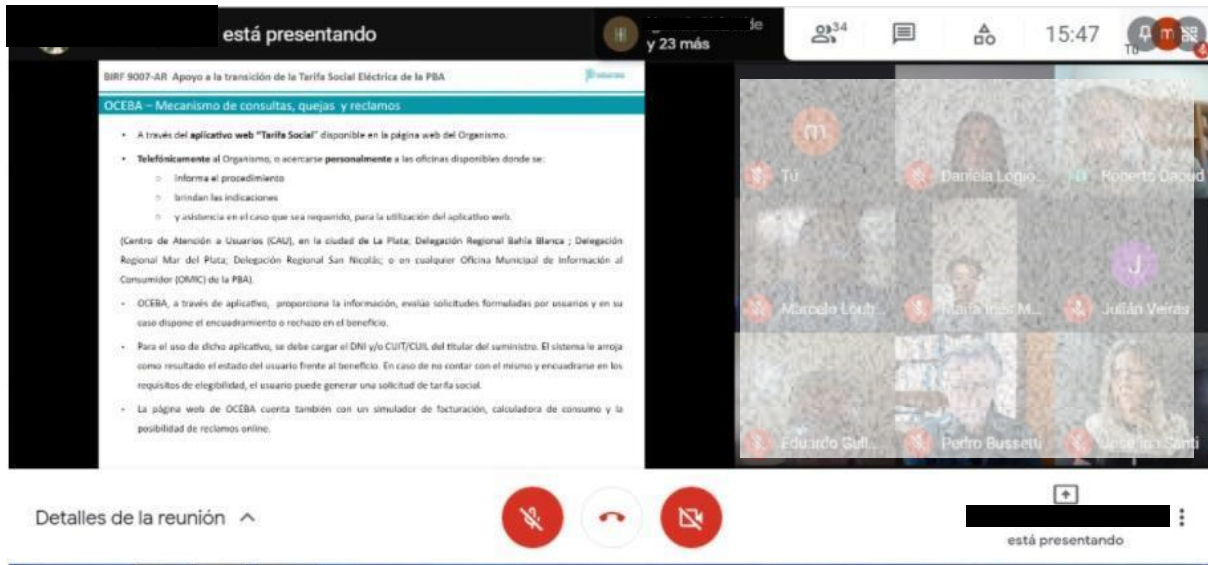 está presentando
de
y 23 más
34
15:47
m
Tú
BIRF 9007-AR Apoyo a la transición de la Tarifa Social Eléctrica de la PBA
OCEBA – Mecanismo de consultas, quejas y reclamos
• A través del aplicativo web "Tarifa Social" disponible en la página web del Organismo.
• Telefónicamente al Organismo, o acercarse personalmente a las oficinas disponibles donde se:
○ Informa el procedimiento
○ brindan las indicaciones
○ y asistencia en el caso que sea requerido, para la utilización del aplicativo web.
(Centro de Atención a Usuarios (CAU), en la ciudad de La Plata; Delegación Regional Bahía Blanca ; Delegación
Regional Mar del Plata; Delegación Regional San Nicolás; o en cualquier Oficina Municipal de Información al
Consumidor (OMIC) de la PBA).
• OCEBA, a través de aplicativo, proporciona la información, evalúa solicitudes formuladas por usuarios y en su
caso dispone el encuadramiento o rechazo en el beneficio.
• Para el uso de dicho aplicativo, se debe cargar el DNI y/o CUIT/CUIL del titular del suministro. El sistema le arroja
como resultado el estado del usuario frente al beneficio. En caso de no contar con el mismo y encuadrarse en los
requisitos de elegibilidad, el usuario puede generar una solicitud de tarifa social.
• La página web de OCEBA cuenta también con un simulador de facturación, calculadora de consumo y la
posibilidad de reclamos online.
m
Tú
Daniela Logio...
Roberto Daoud
Marcelo Loub...
María Inés M...
J
Julián Veiras
Eduardo Gull...
Pedro Bussetti
Josefina Santi
Detalles de la reunión
está presentando